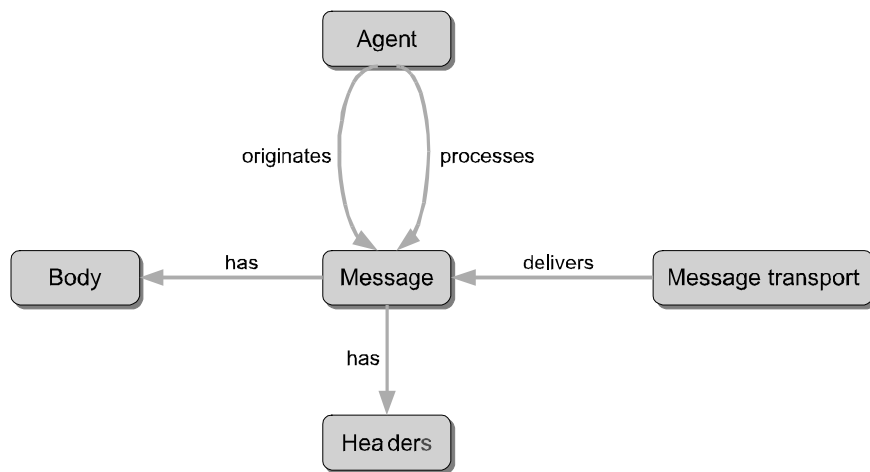 Agent
originates
processes
Body
has
Message
delivers
Message transport
has
Headers